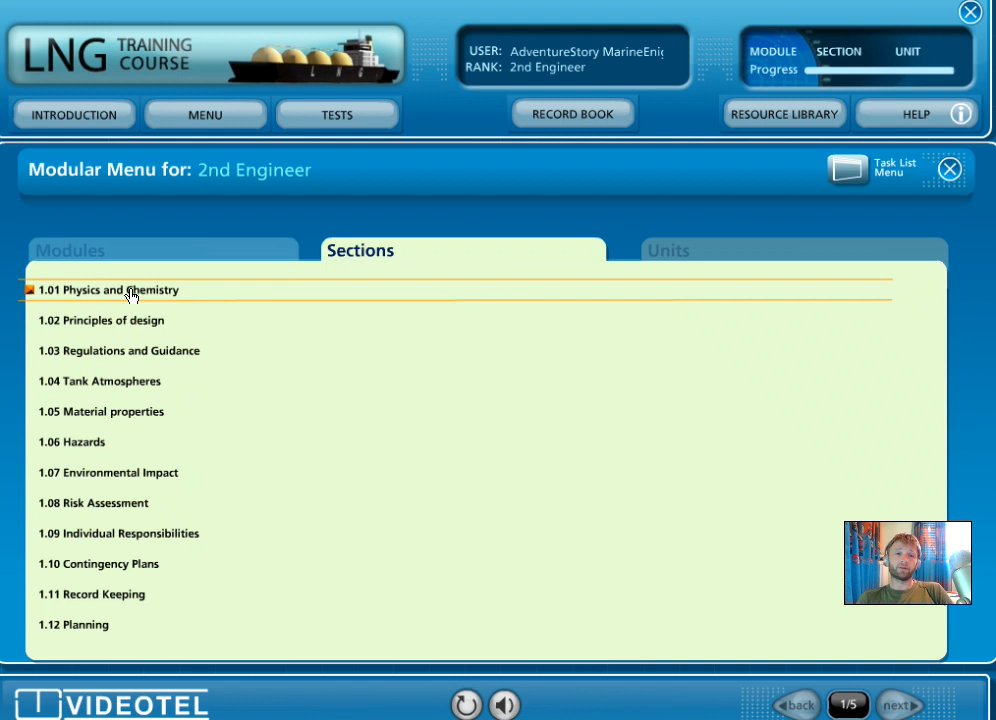 LNG TRAINING COURSE
L N G
USER: AdventureStory MarineEnig
RANK: 2nd Engineer
MODULE SECTION UNIT
Progress
INTRODUCTION MENU TESTS RECORD BOOK RESOURCE LIBRARY HELP i
Modular Menu for: 2nd Engineer
Task List
Menu
Modules Sections Units
1.01 Physics and Chemistry
1.02 Principles of design
1.03 Regulations and Guidance
1.04 Tank Atmospheres
1.05 Material properties
1.06 Hazards
1.07 Environmental Impact
1.08 Risk Assessment
1.09 Individual Responsibilities
1.10 Contingency Plans
1.11 Record Keeping
1.12 Planning
VIDEOTEL
back 1/5 next